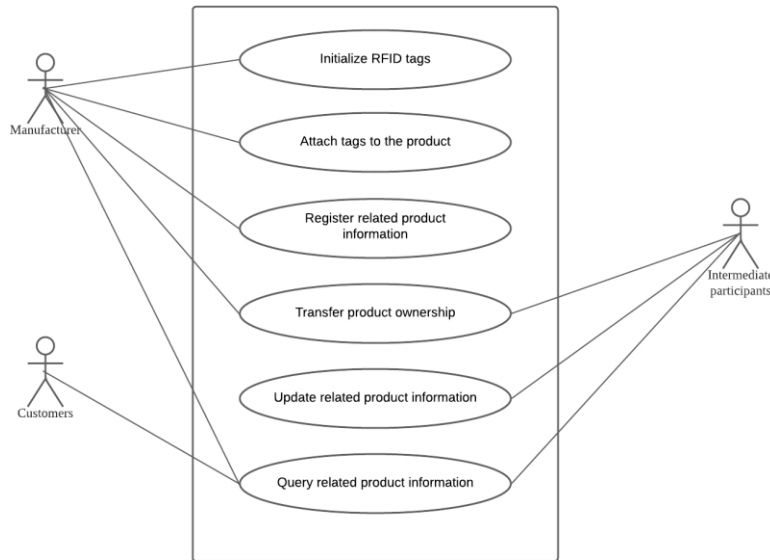 Initialize RFID tags
Manufacturer
Attach tags to the product
Register related product
information
Intermediate
participants
Transfer product ownership
Customers
Update related product information
Query related product information